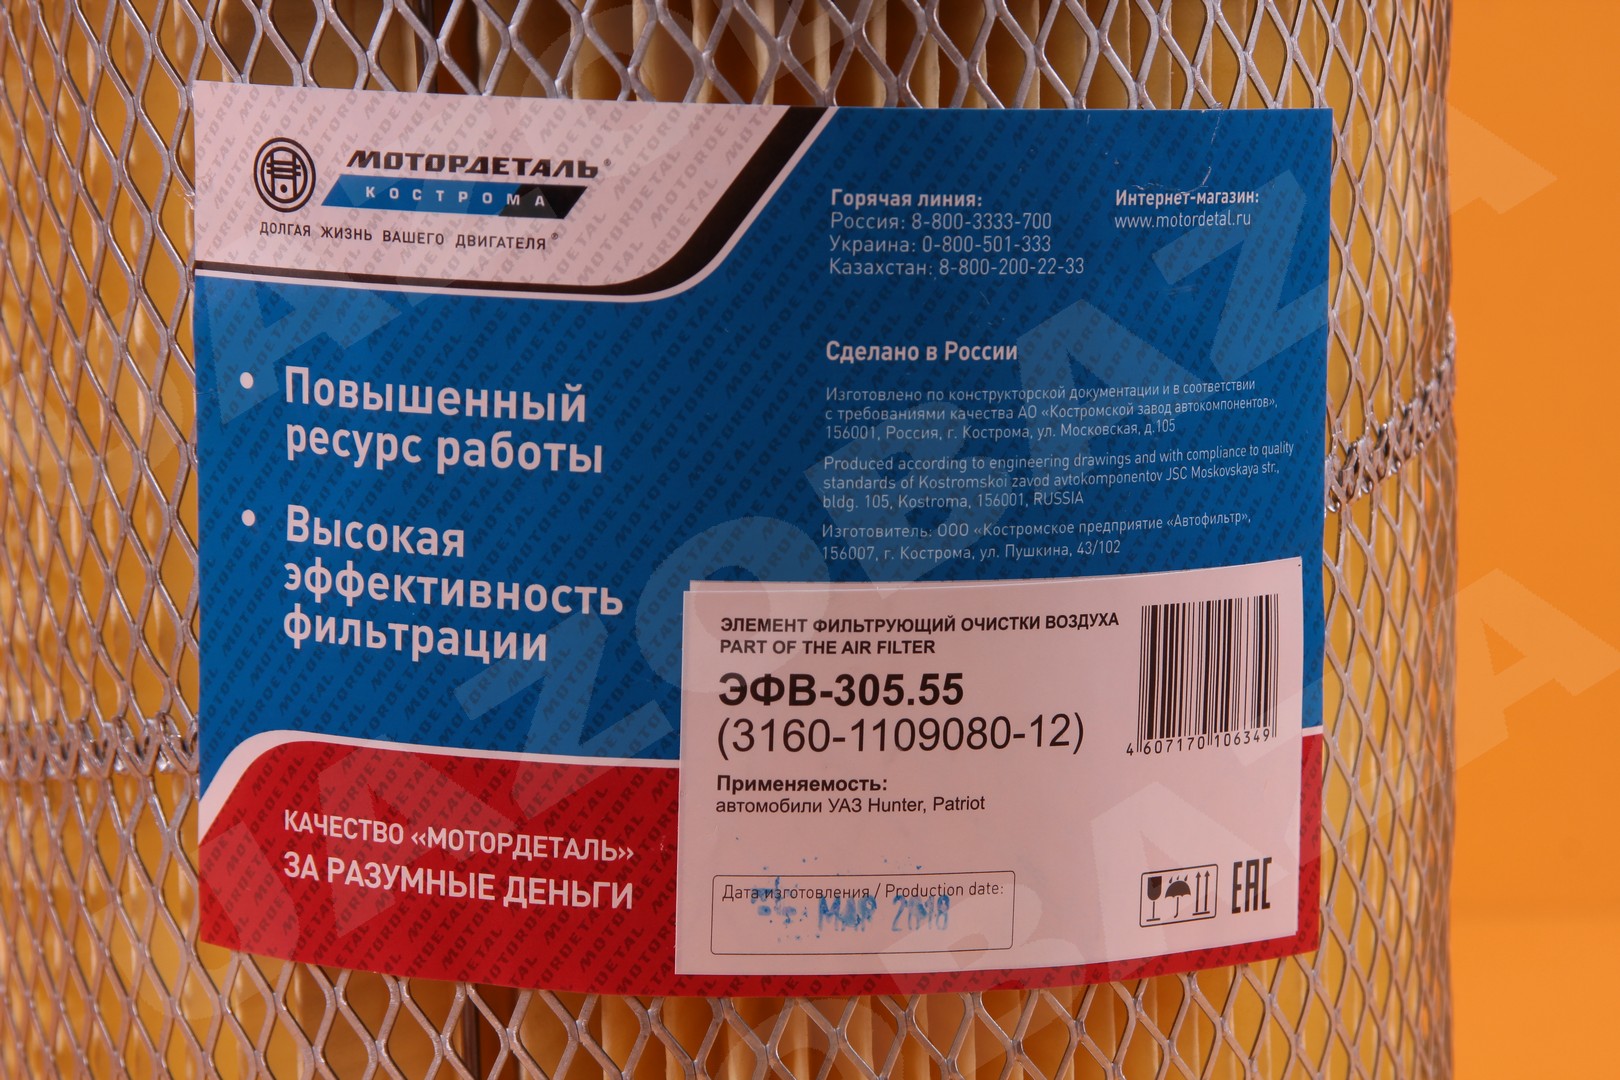 МОТОРДЕТАЛЬ®
КОСТРОМА
ДОЛГАЯ ЖИЗНЬ ВАШЕГО ДВИГАТЕЛЯ®
Горячая линия:
Россия: 8-800-3333-700
Украина: 0-800-501-333
Казахстан: 8-800-200-22-33
Интернет-магазин:
www.motordetal.ru
• Повышенный
ресурс работы
• Высокая
эффективность
фильтрации
Сделано в России
Изготовлено по конструкторской документации и в соответствии
с требованиями качества АО «Костромской завод автокомпонентов»,
156001, Россия, г. Кострома, ул. Московская, д.105
Produced according to engineering drawings and with compliance to quality
standards of Kostromskoi zavod avtokomponentov JSC Moskovskaya str.,
bldg. 105, Kostroma, 156001, RUSSIA
Изготовитель: ООО «Костромское предприятие «Автофильтр»,
156007, г. Кострома, ул. Пушкина, 43/102
ЭЛЕМЕНТ ФИЛЬТРУЮЩИЙ ОЧИСТКИ ВОЗДУХА
PART OF THE AIR FILTER
ЭФВ-305.55
(3160-1109080-12)
4 607170 106349
Применяемость:
автомобили УАЗ Hunter, Patriot
Дата изготовления / Production date:
МАР 2018
EAC
КАЧЕСТВО «МОТОРДЕТАЛЬ»
ЗА РАЗУМНЫЕ ДЕНЬГИ
BAZAZA